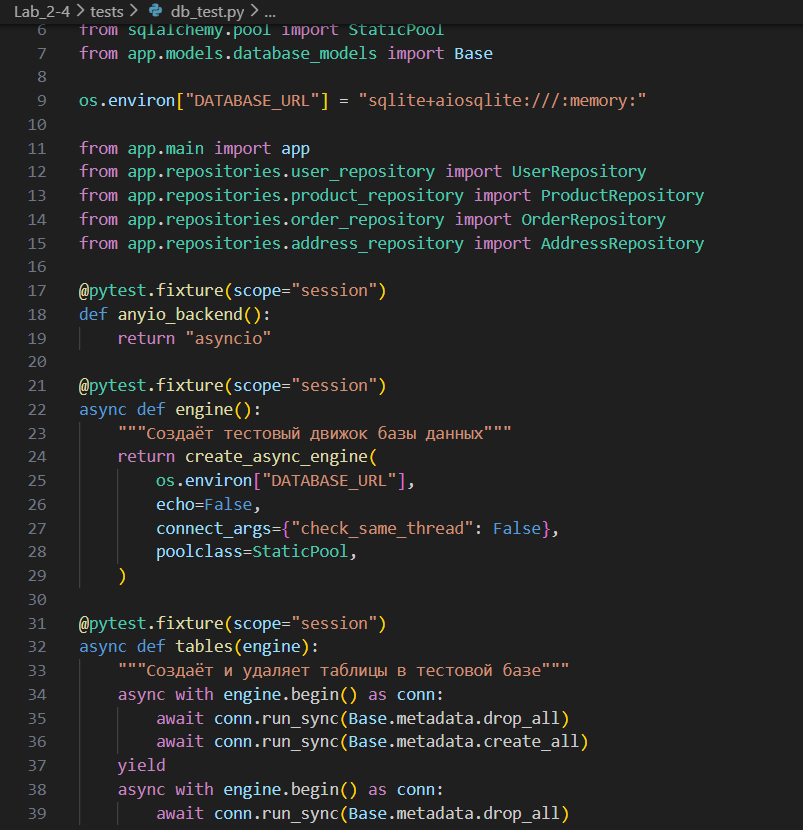 Lab_2-4 > tests > db_test.py > ...
6 from sqlalchemy.pool import StaticPool
7 from app.models.database_models import Base
8
9 os.environ["DATABASE_URL"] = "sqlite+aiosqlite:///:memory:"
10
11 from app.main import app
12 from app.repositories.user_repository import UserRepository
13 from app.repositories.product_repository import ProductRepository
14 from app.repositories.order_repository import OrderRepository
15 from app.repositories.address_repository import AddressRepository
16
17 @pytest.fixture(scope="session")
18 def anyio_backend():
19     return "asyncio"
20
21 @pytest.fixture(scope="session")
22 async def engine():
23     """Создаёт тестовый движок базы данных"""
24     return create_async_engine(
25         os.environ["DATABASE_URL"],
26         echo=False,
27         connect_args={"check_same_thread": False},
28         poolclass=StaticPool,
29     )
30
31 @pytest.fixture(scope="session")
32 async def tables(engine):
33     """Создаёт и удаляет таблицы в тестовой базе"""
34     async with engine.begin() as conn:
35         await conn.run_sync(Base.metadata.drop_all)
36         await conn.run_sync(Base.metadata.create_all)
37     yield
38     async with engine.begin() as conn:
39         await conn.run_sync(Base.metadata.drop_all)